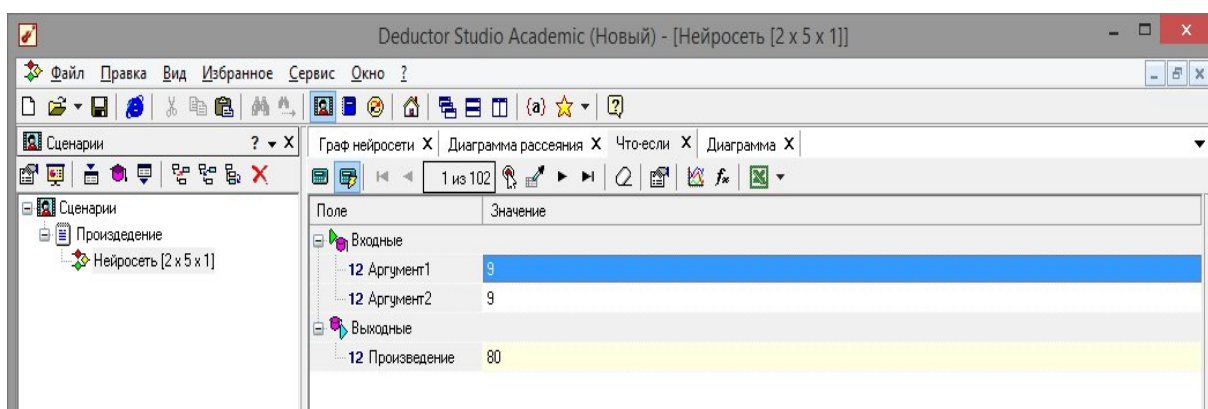 Deductor Studio Academic (Новый) - [Нейросеть [2 x 5 x 1]]
Файл Правка Вид Избранное Сервис Окно ?
Сценарии ?
Граф нейросети X Диаграмма рассеяния X Что-если X Диаграмма X
1 из 102
Сценарии
Произдедение
Нейросеть [2 x 5 x 1]
Поле Значение
Входные
12 Аргумент1 9
12 Аргумент2 9
Выходные
12 Произведение 80